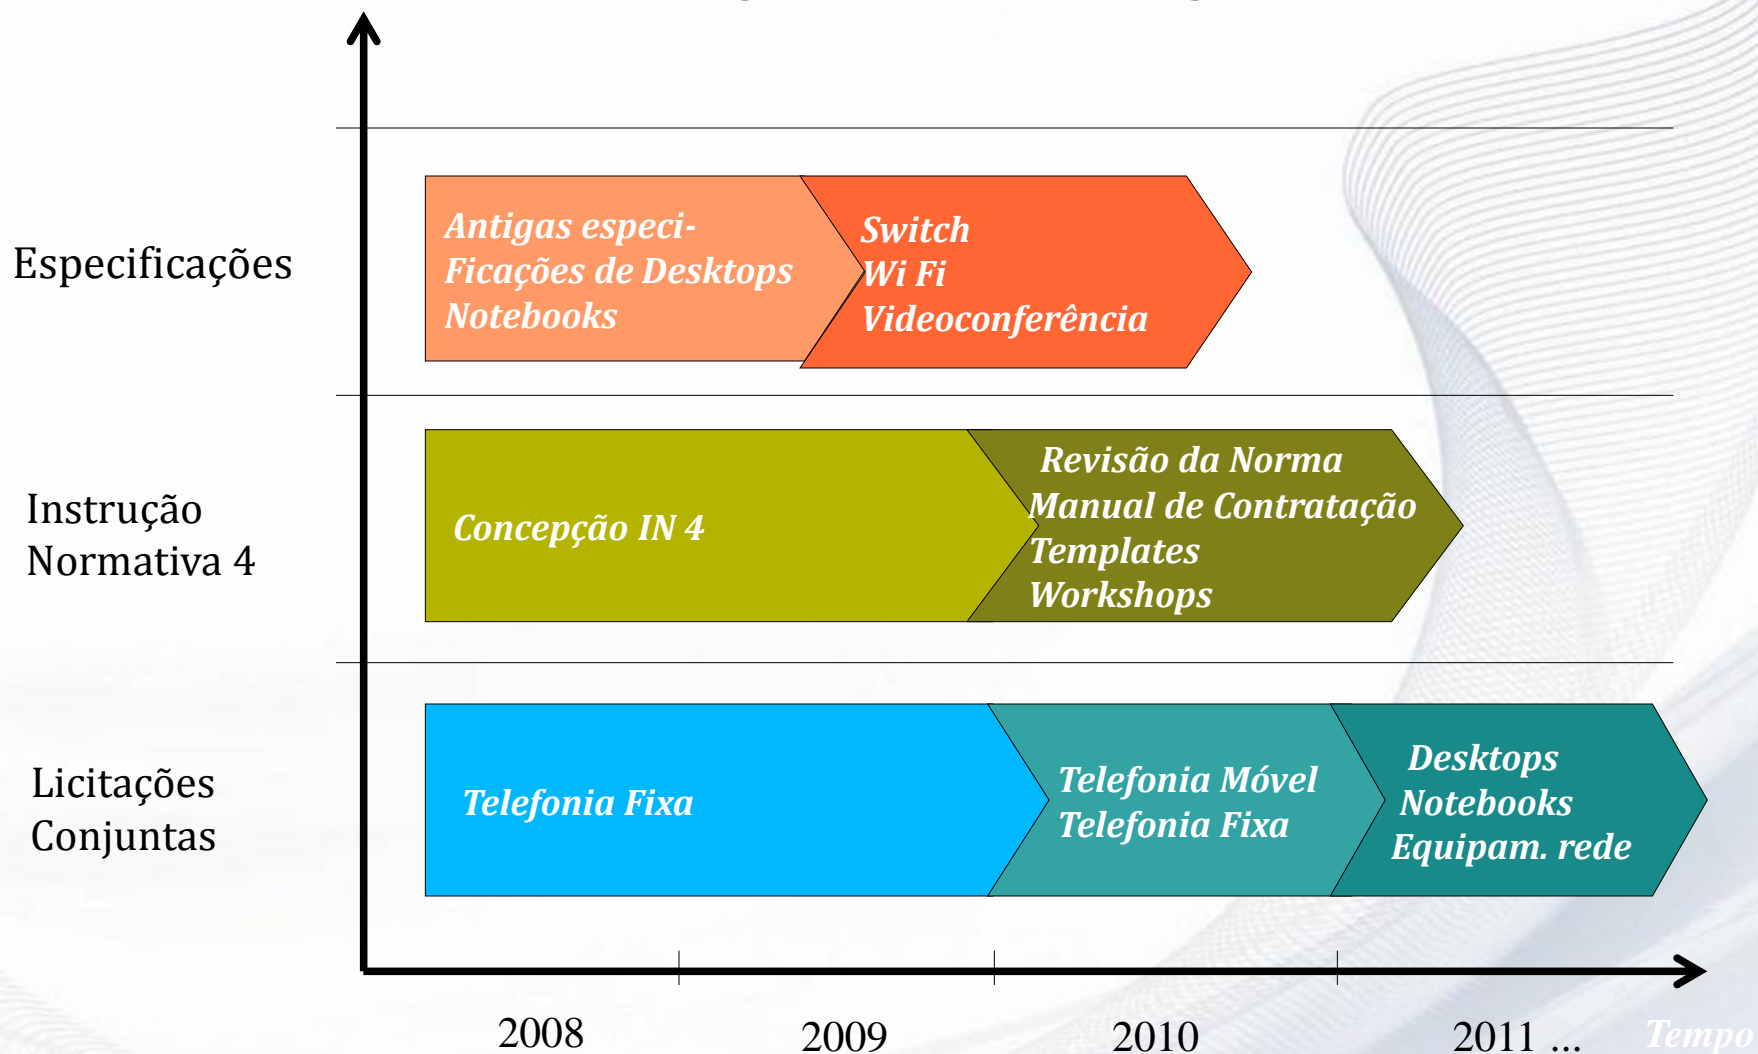 Especificações
Antigas especi-
Ficações de Desktops
Notebooks
Switch
Wi Fi
Videoconferência
Instrução
Normativa 4
Concepção IN 4
Revisão da Norma
Manual de Contratação
Templates
Workshops
Licitações
Conjuntas
Telefonia Fixa
Telefonia Móvel
Telefonia Fixa
Desktops
Notebooks
Equipam. rede
2008
2009
2010
2011 ...
Tempo